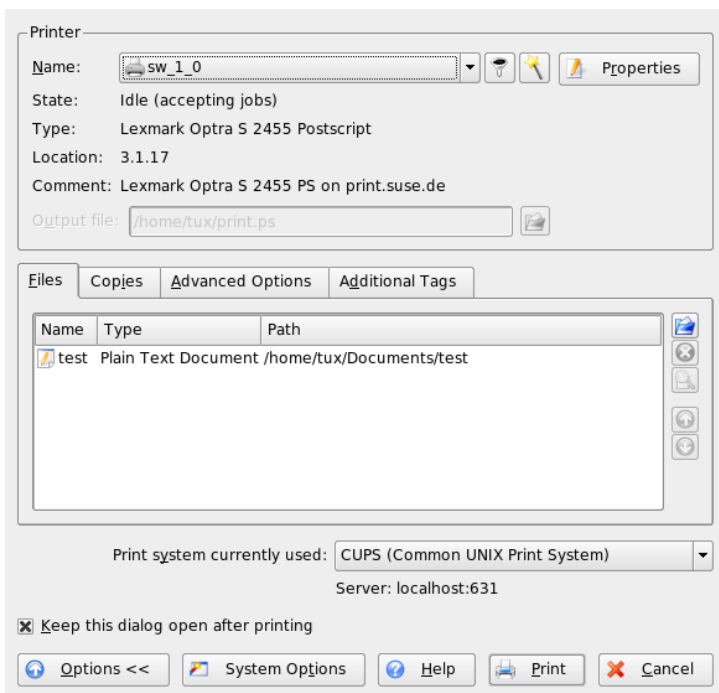 Printer
Name: sw_1_0 Properties
State: Idle (accepting jobs)
Type: Lexmark Optra S 2455 Postscript
Location: 3.1.17
Comment: Lexmark Optra S 2455 PS on print.suse.de
Output file: /home/tux/print.ps
Files Copies Advanced Options Additional Tags
Name Type Path
test Plain Text Document /home/tux/Documents/test
Print system currently used: CUPS (Common UNIX Print System)
Server: localhost:631
Keep this dialog open after printing
Options << System Options Help Print Cancel